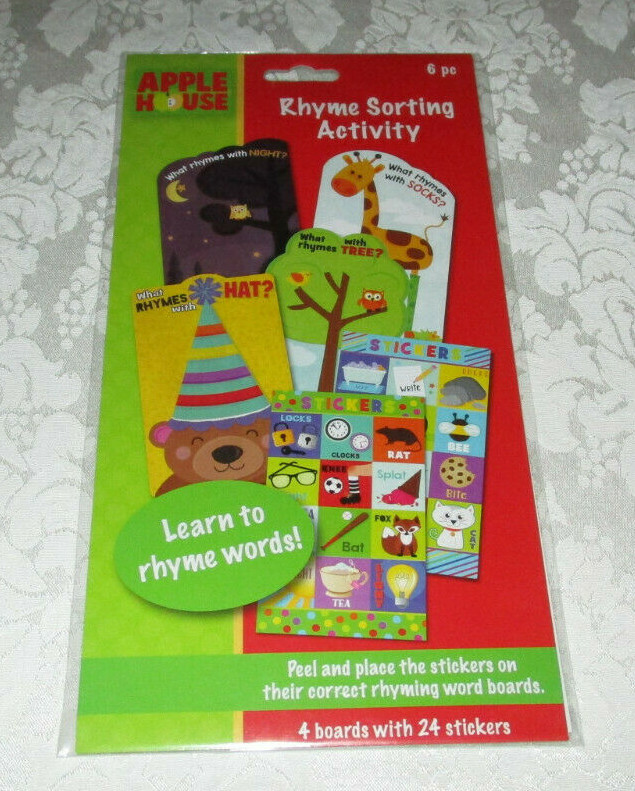 APPLE
HOUSE
6 pc
Rhyme Sorting
Activity
What rhymes with NIGHT?
What rhymes
with SOCKS?
What with
rhymes TREE?
What
RHYMES HAT?
with
STICKERS
WRITE
STICKERS
LOCKS
CLOCKS
RAT
BEE
KNEE
Splat
Bite
Bat
FOX
CAT
TEA
LIGHT
Learn to
rhyme words!
Peel and place the stickers on
their correct rhyming word boards.
4 boards with 24 stickers